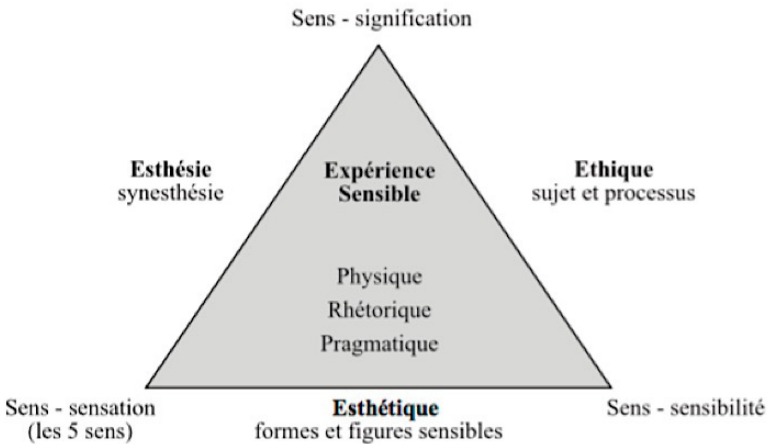 Sens - signification
Esthésie
synesthésie
Expérience
Sensible
Ethique
sujet et processus
Physique
Rhétorique
Pragmatique
Sens - sensation
(les 5 sens)
Esthétique
formes et figures sensibles
Sens - sensibilité